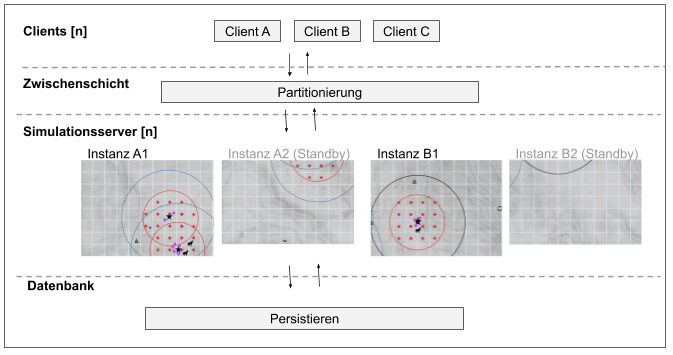 Clients [n]
Client A
Client B
Client C
Zwischenschicht
Partitionierung
Simulationsserver [n]
Instanz A1
Instanz A2 (Standby)
Instanz B1
Instanz B2 (Standby)
Datenbank
Persistieren